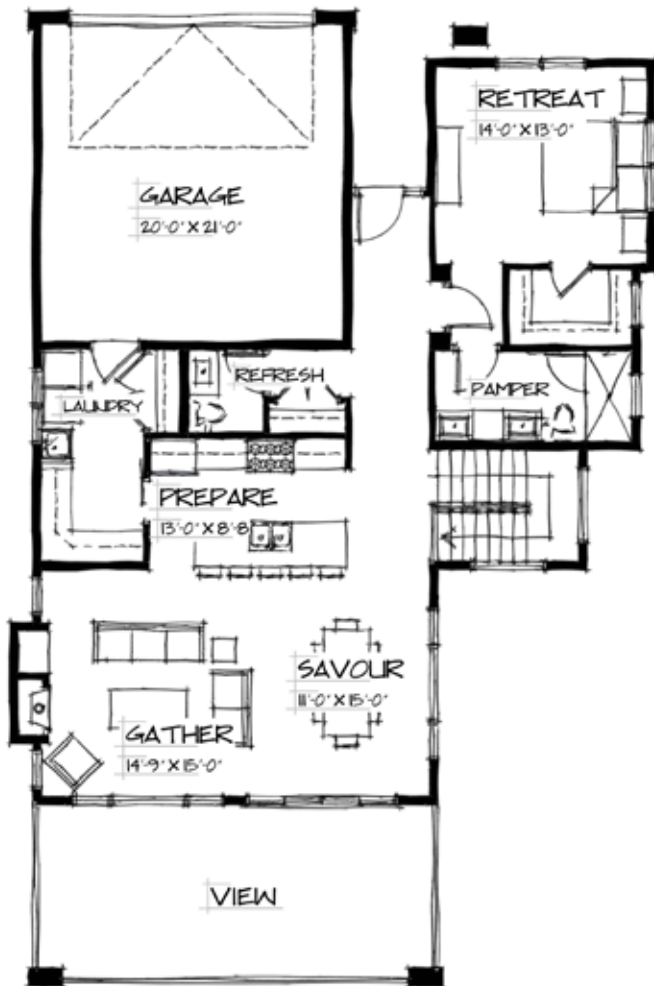 RETREAT
14'-0" X 13'-0"
GARAGE
20'-0" X 21'-0"
REFRESH
LAUNDRY
PAMPER
PREPARE
13'-0" X 8'-8
SAVOUR
11'-0" X 15'-0"
GATHER
14'-9" X 15'-0"
VIEW